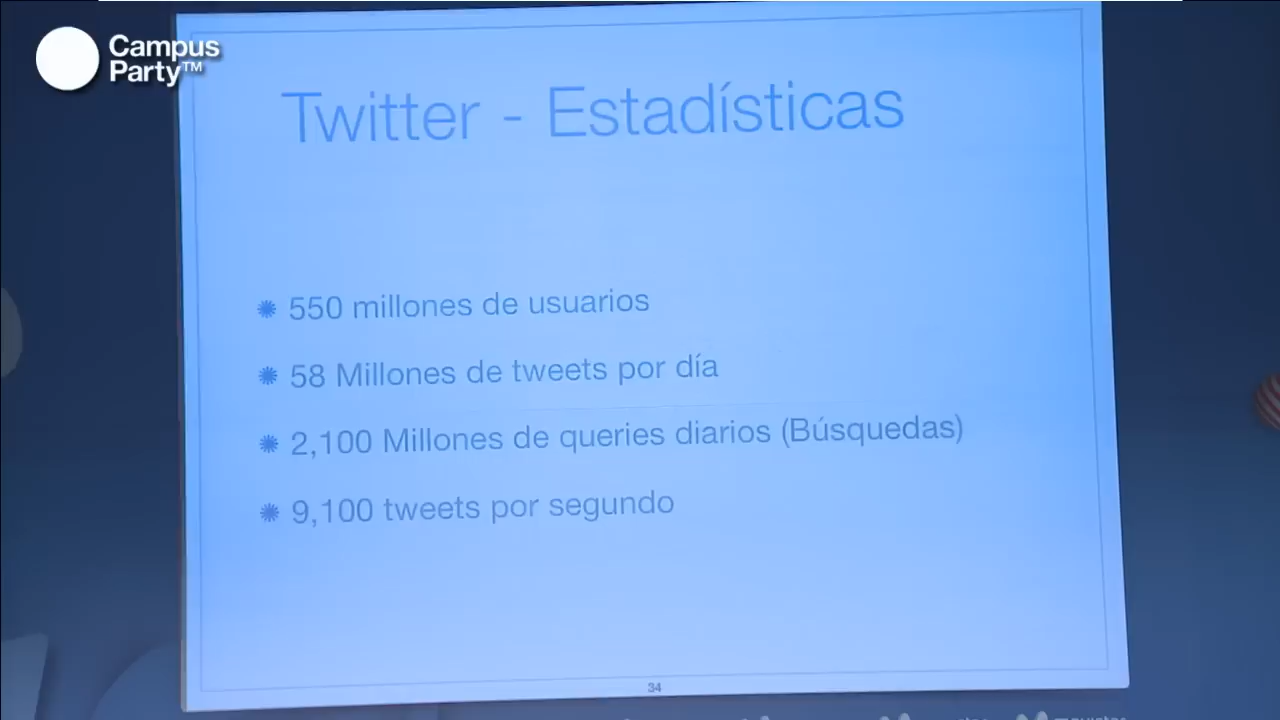 Campus
Party™
Twitter - Estadísticas
550 millones de usuarios
58 Millones de tweets por día
2,100 Millones de queries diarios (Búsquedas)
9,100 tweets por segundo
34